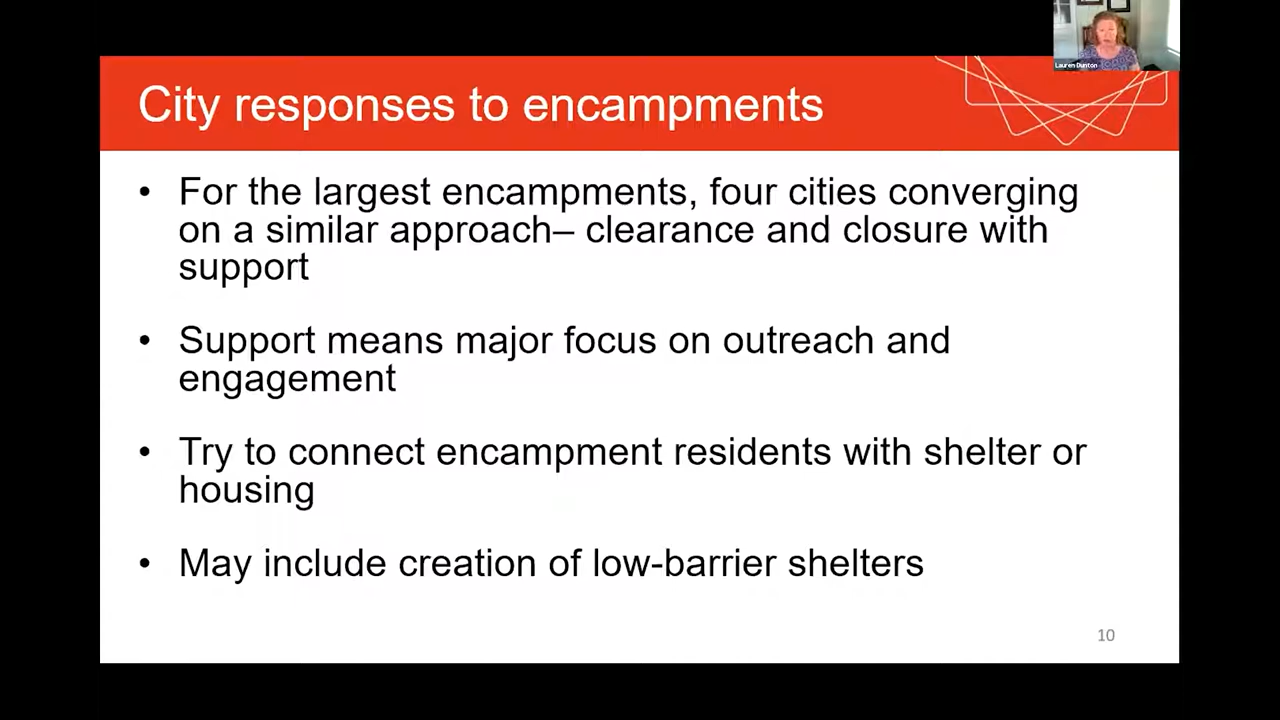 Lauren Dunton
City responses to encampments
• For the largest encampments, four cities converging
on a similar approach– clearance and closure with
support
• Support means major focus on outreach and
engagement
• Try to connect encampment residents with shelter or
housing
• May include creation of low-barrier shelters
10